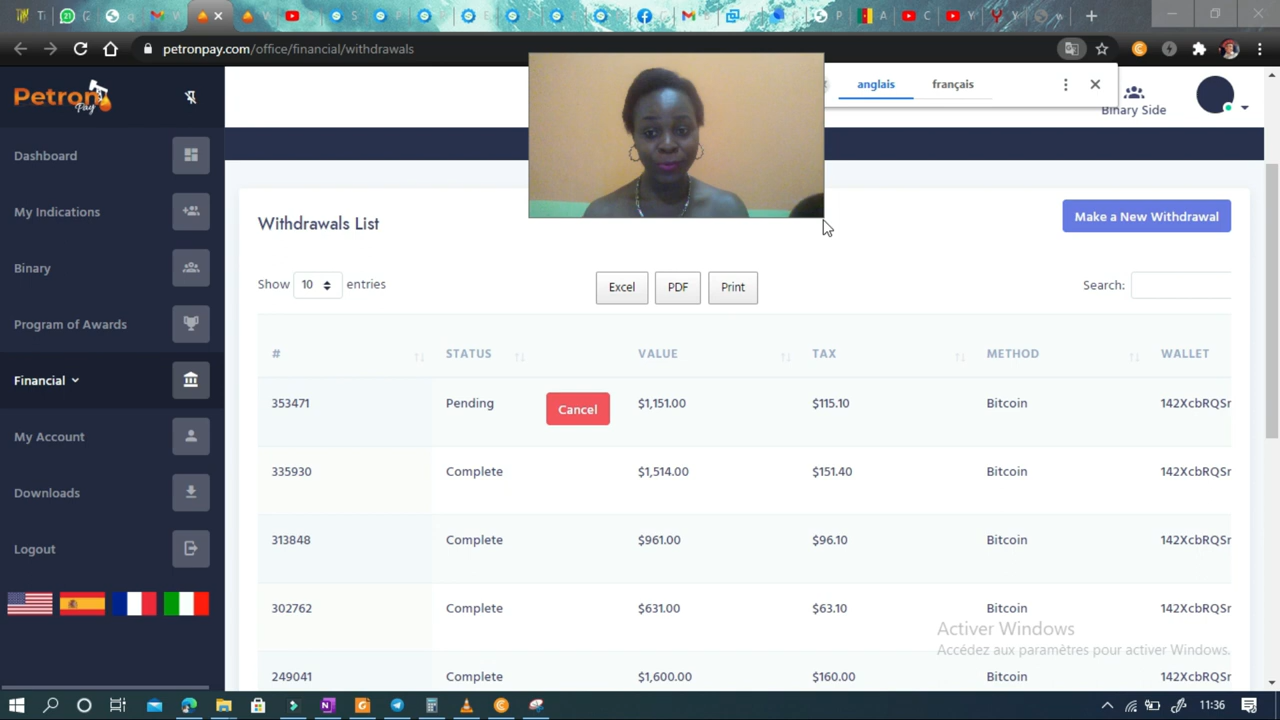 petronpay.com/office/financial/withdrawals
Petron
Pay
anglais
français
Binary Side
Dashboard
My Indications
Binary
Program of Awards
Financial
My Account
Downloads
Logout
Withdrawals List
Make a New Withdrawal
Show 10 entries
Excel PDF Print
Search:
# STATUS VALUE TAX METHOD WALLET
353471 Pending Cancel $1,151.00 $115.10 Bitcoin 142XcbRQSr
335930 Complete $1,514.00 $151.40 Bitcoin 142XcbRQSr
313848 Complete $961.00 $96.10 Bitcoin 142XcbRQSr
302762 Complete $631.00 $63.10 Bitcoin 142XcbRQSr
249041 Complete $1,600.00 $160.00 Bitcoin 142XcbRQSr
Activer Windows
Accédez aux paramètres pour activer Windows.
11:36